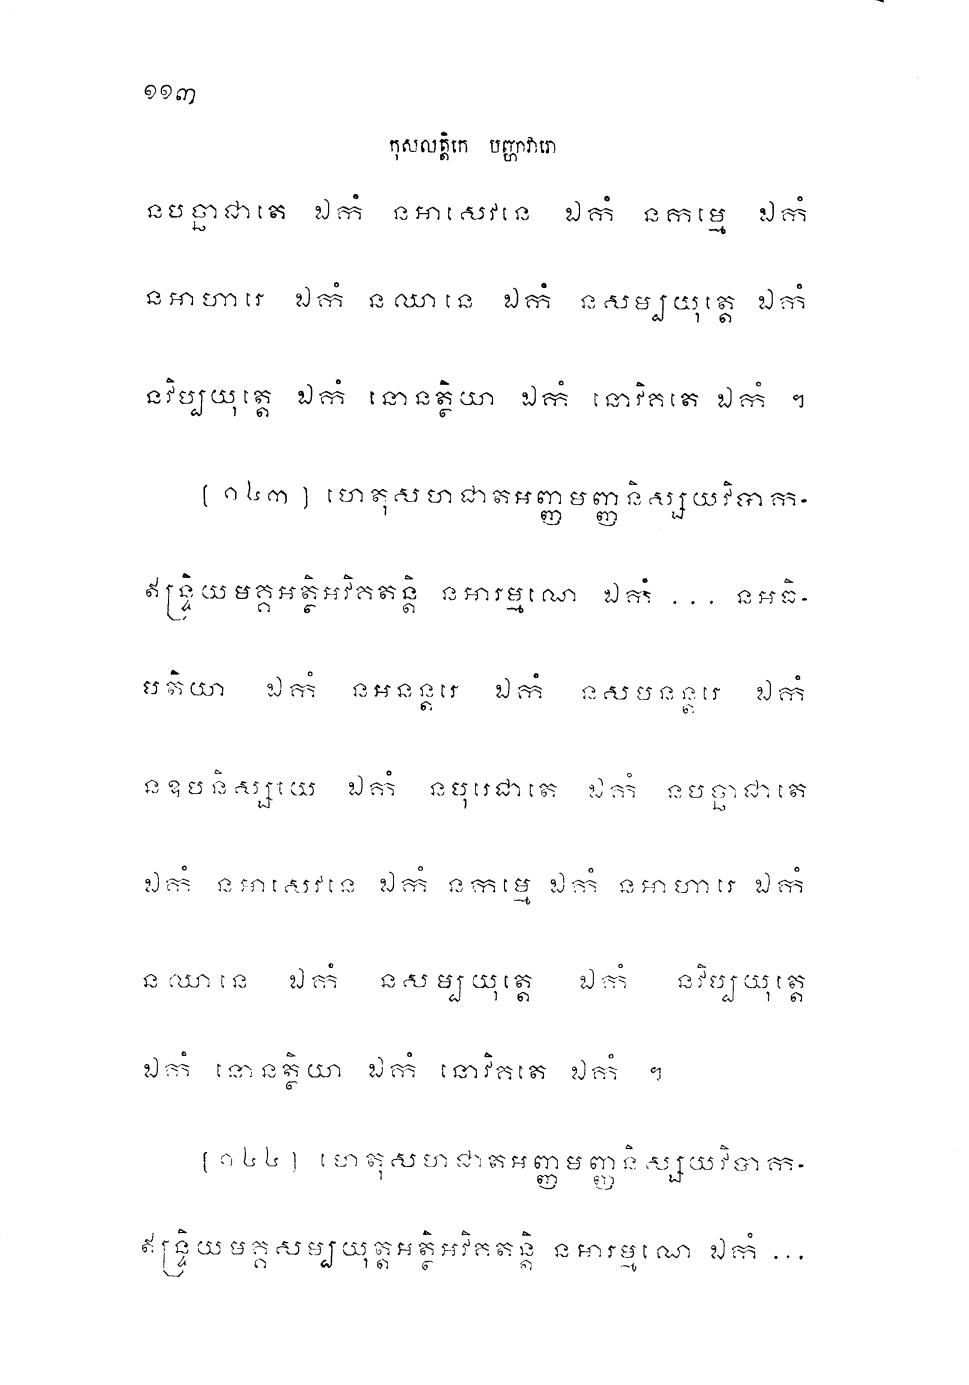 ១១៣
កុសលត្តិកេ បញ្ហាវារោ
នបច្ឆាជាតេ ឯកំ នអាសេវនេ ឯកំ នកម្មេ ឯកំ
នអាហារេ ឯកំ នឈានេ ឯកំ នសម្បយុត្តេ ឯកំ
នវិប្បយុត្តេ ឯកំ នោនត្ថិយា ឯកំ នោវិគតេ ឯកំ ។
[១៤៣] ហេតុសហជាតអញ្ញមញ្ញនិស្សយវិបាក-
ឥន្ទ្រិយមគ្គអត្ថិអវិគតន្តិ នអារម្មណេ ឯកំ ... នអធិ-
បតិយា ឯកំ នអនន្តរេ ឯកំ នសមនន្តរេ ឯកំ
នឧបនិស្សយេ ឯកំ នបុរេជាតេ ឯកំ នបច្ឆាជាតេ
ឯកំ នអាសេវនេ ឯកំ នកម្មេ ឯកំ នអាហារេ ឯកំ
នឈានេ ឯកំ នសម្បយុត្តេ ឯកំ នវិប្បយុត្តេ
ឯកំ នោនត្ថិយា ឯកំ នោវិគតេ ឯកំ ។
[១៤៤] ហេតុសហជាតអញ្ញមញ្ញនិស្សយវិបាក-
ឥន្ទ្រិយមគ្គសម្បយុត្តអត្ថិអវិគតន្តិ នអារម្មណេ ឯកំ ...